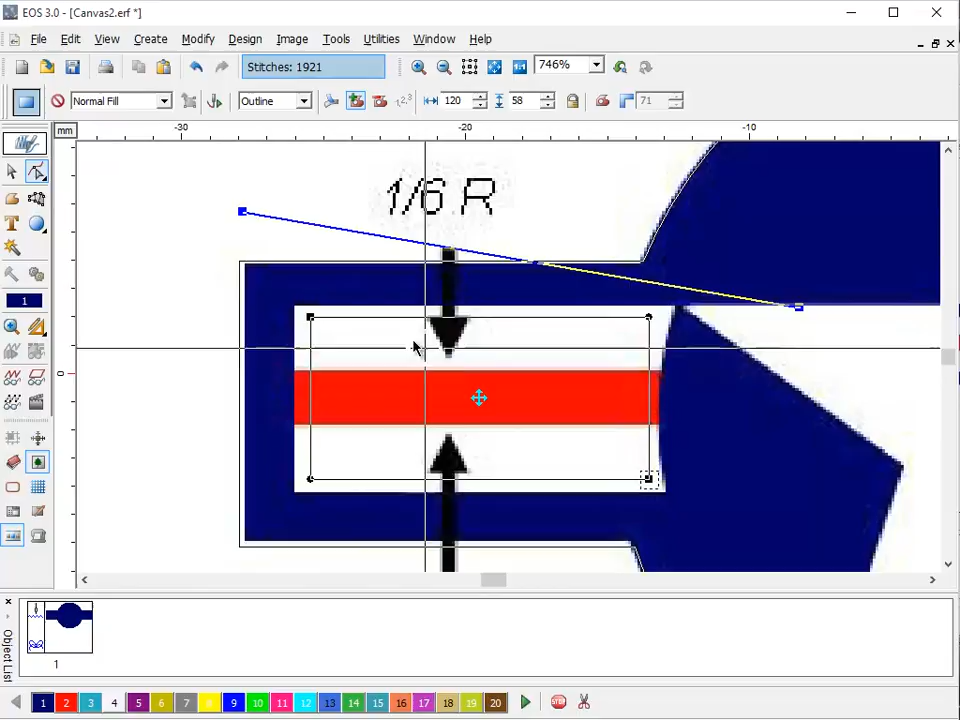 EOS 3.0 - [Canvas2.erf *]
File Edit View Create Modify Design Image Tools Utilities Window Help
Stitches: 1921 746%
Normal Fill Outline 120 58 71
mm -30 -20 -10
1/6 R
0
1
1
Object List
1 2 3 4 5 6 7 8 9 10 11 12 13 14 15 16 17 18 19 20